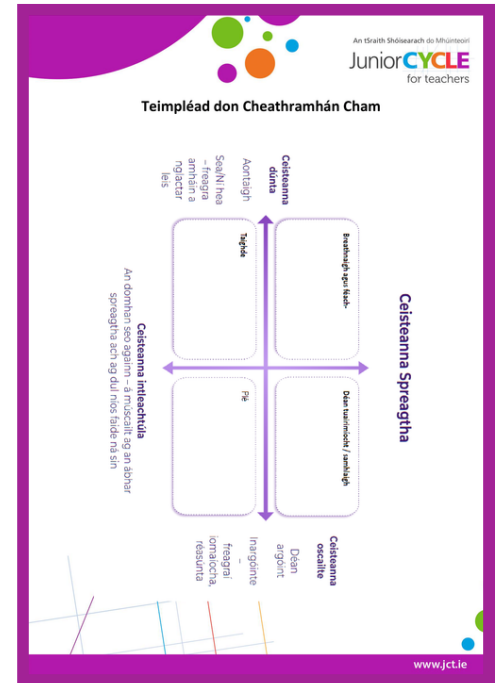 An tSraith Shóisearach do Mhúinteoirí
JuniorCYCLE
for teachers
Teimpléad don Cheathramhán Cham
Ceisteanna Spreagtha
Ceisteanna
dúnta
Aontaigh
Sea/Ní hea
– freagra
amháin a
nglactar
leis
Breathnaigh agus féach-
Déan tuairimíocht / samhlaigh
Taighde
Plé
Ceisteanna
oscailte
Déan
argóint
Inargóinte
–
freagraí
iomaíocha,
réasúnta
Ceisteanna intleachtúla
An domhan seo againn – á múscailt ag an ábhar
spreagtha ach ag dul níos faide ná sin
www.jct.ie